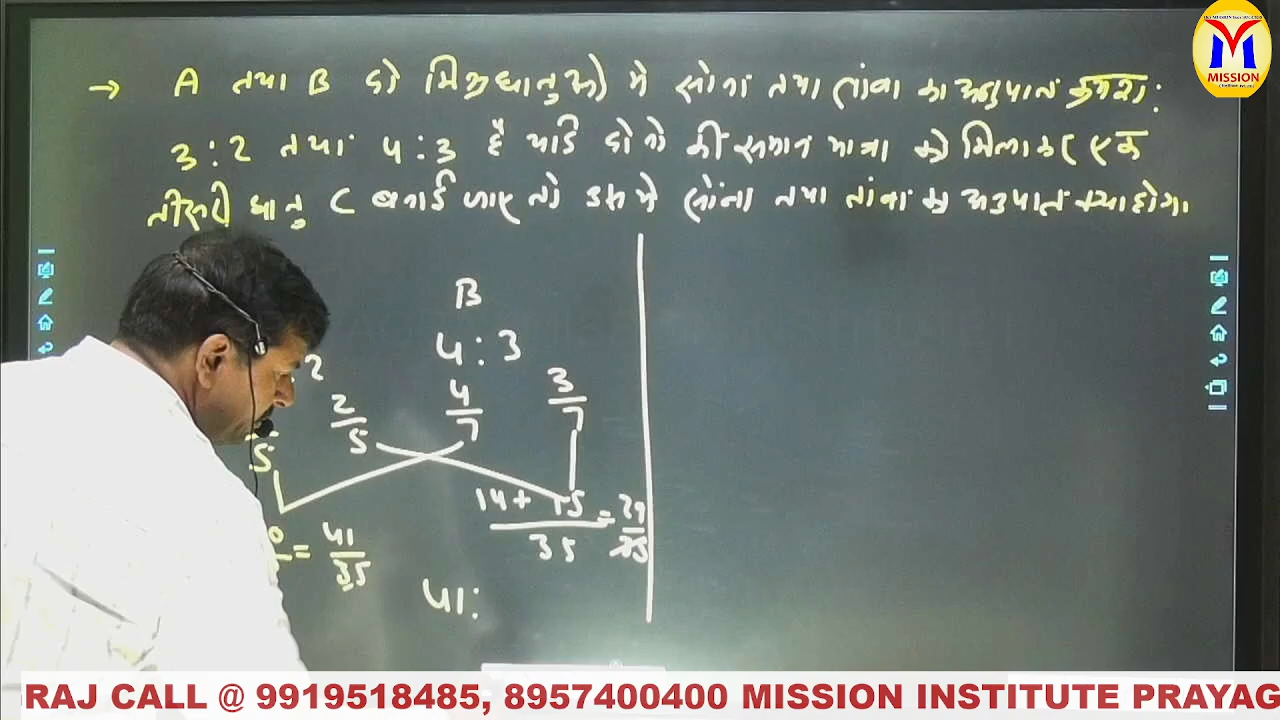 → A तथा B दो मिश्रधातुओ में सोना तथा तांबा का अनुपात क्रमश:
3:2 तथा 4:3 है यदि दोनो की समान मात्रा को मिलाकर एक
तीसरी धातु C बनाई जाए तो उसमे सोना तथा तांबा का अनुपात क्या होगा।
B
2 4:3
2/5 4/7 3/7
5
0 = 41/35 14+15/35 = 29/35
41:
MISSION
RAJ CALL @ 9919518485, 8957400400 MISSION INSTITUTE PRAYAG